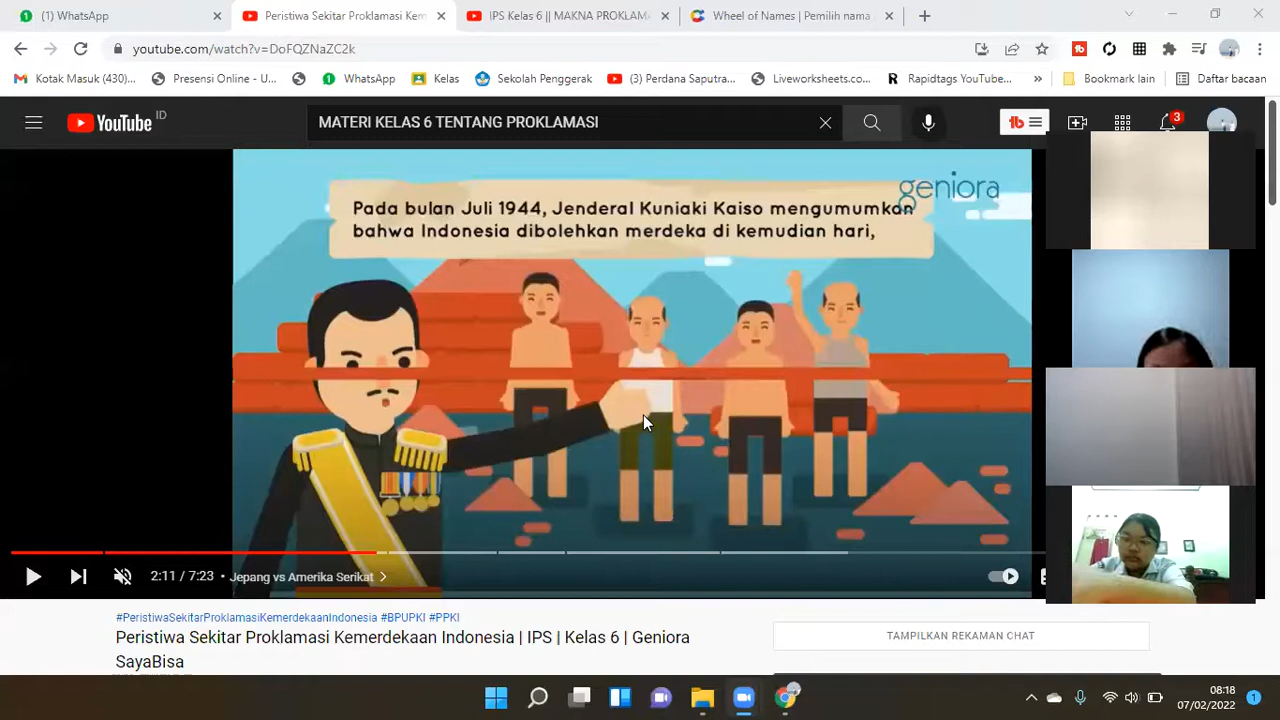 (1) WhatsApp
Peristiwa Sekitar Proklamasi Kem
IPS Kelas 6 || MAKNA PROKLAM
Wheel of Names | Pemilih nama
youtube.com/watch?v=DoFQZNaZC2k
Kotak Masuk (430)...
Presensi Online - U...
WhatsApp
Kelas
Sekolah Penggerak
(3) Perdana Saputra...
Liveworksheets.com...
Rapidtags YouTube...
Bookmark lain
Daftar bacaan
YouTube ID
MATERI KELAS 6 TENTANG PROKLAMASI
3
geniora
Pada bulan Juli 1944, Jenderal Kuniaki Kaiso mengumumkan
bahwa Indonesia dibolehkan merdeka di kemudian hari,
2:11 / 7:23 • Jepang vs Amerika Serikat
#PeristiwaSekitarProklamasiKemerdekaanIndonesia #BPUPKI #PPKI
Peristiwa Sekitar Proklamasi Kemerdekaan Indonesia | IPS | Kelas 6 | Geniora
SayaBisa
TAMPILKAN REKAMAN CHAT
08:18
07/02/2022
1